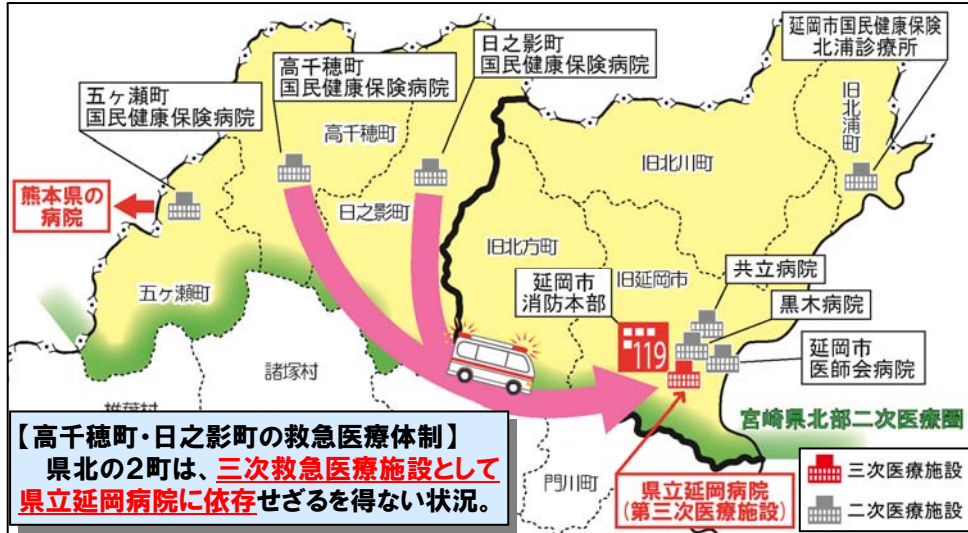 延岡市国民健康保険
北浦診療所
日之影町
国民健康保険病院
高千穂町
国民健康保険病院
五ヶ瀬町
国民健康保険病院
高千穂町
旧北浦町
旧北川町
熊本県の
病院
日之影町
旧北方町
五ヶ瀬町
延岡市
消防本部
旧延岡市
共立病院
黒木病院
119
延岡市
医師会病院
諸塚村
椎葉村
宮崎県北部二次医療圏
【高千穂町・日之影町の救急医療体制】
県北の2町は、三次救急医療施設として
県立延岡病院に依存せざるを得ない状況。
門川町
県立延岡病院
(第三次医療施設)
三次医療施設
二次医療施設